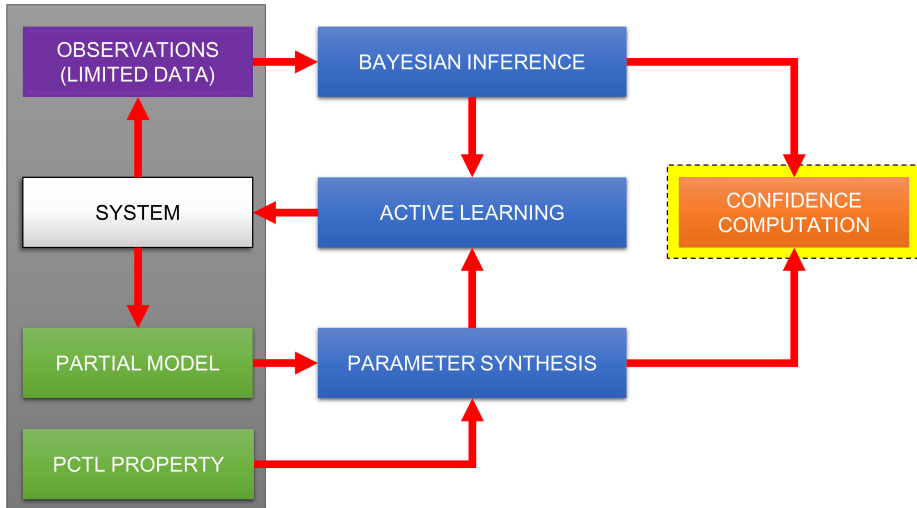 OBSERVATIONS
(LIMITED DATA)
BAYESIAN INFERENCE
SYSTEM
ACTIVE LEARNING
CONFIDENCE
COMPUTATION
PARTIAL MODEL
PARAMETER SYNTHESIS
PCTL PROPERTY